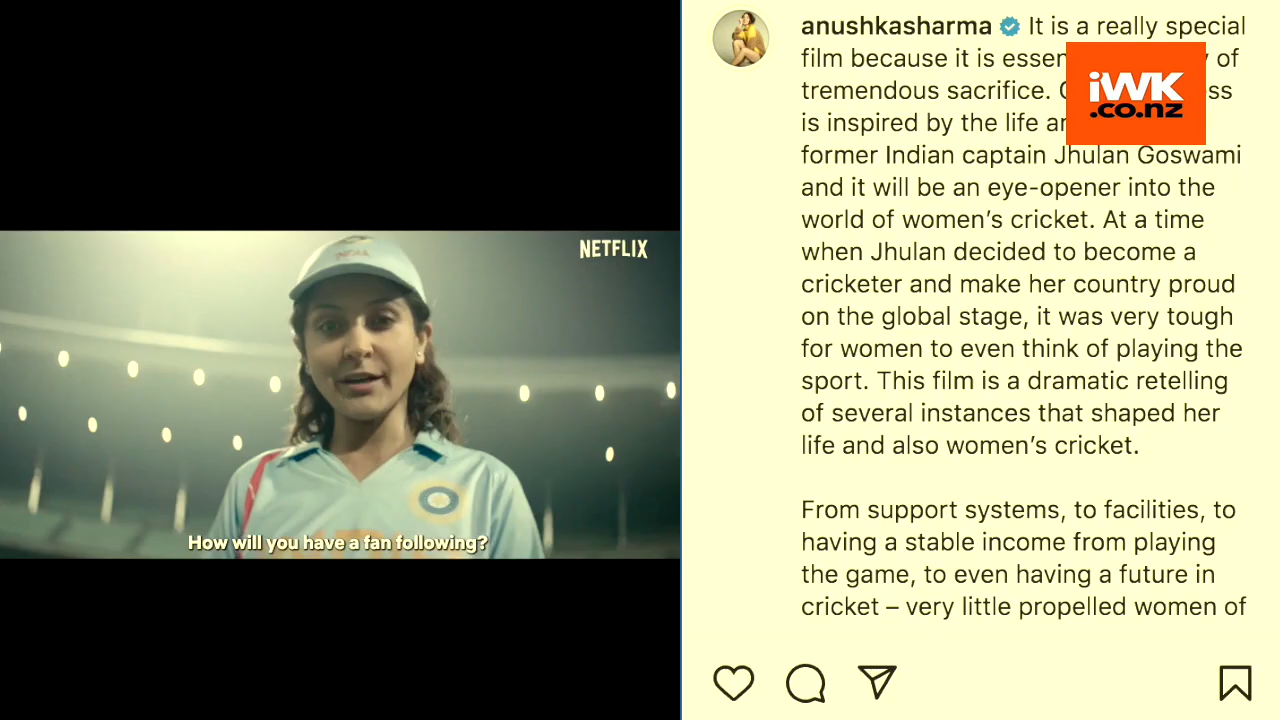 NETFLIX
INDIA
How will you have a fan following?
anushkasharma It is a really special
film because it is essen of
tremendous sacrifice. ss
is inspired by the life
former Indian captain Jhulan Goswami
and it will be an eye-opener into the
world of women’s cricket. At a time
when Jhulan decided to become a
cricketer and make her country proud
on the global stage, it was very tough
for women to even think of playing the
sport. This film is a dramatic retelling
of several instances that shaped her
life and also women’s cricket.
From support systems, to facilities, to
having a stable income from playing
the game, to even having a future in
cricket – very little propelled women of
iWK
.co.nz